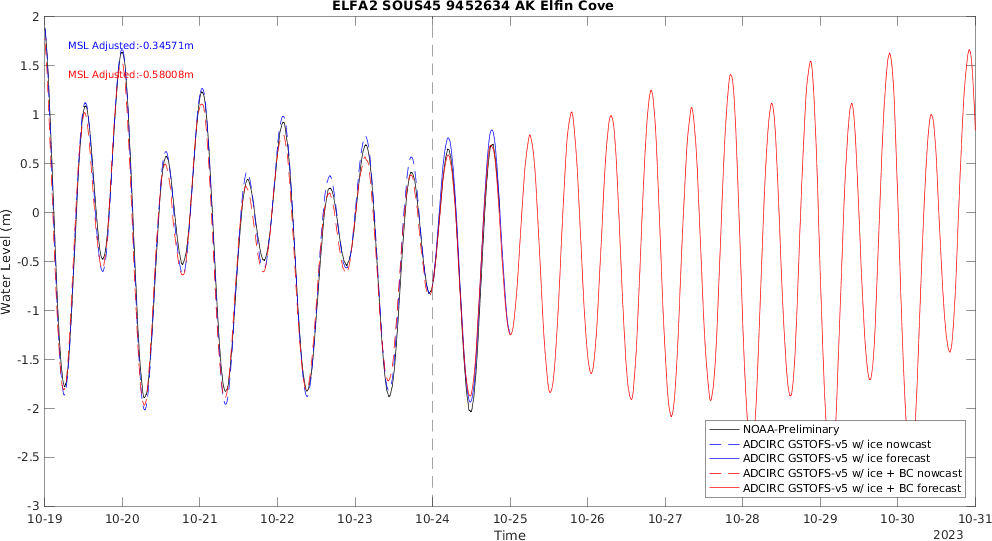 ELFA2 SOUS45 9452634 AK Elfin Cove
MSL Adjusted:-0.34571m
MSL Adjusted:-0.58008m
2
1.5
1
0.5
0
-0.5
-1
-1.5
-2
-2.5
-3
Water Level (m)
NOAA-Preliminary
ADCIRC GSTOFS-v5 w/ ice nowcast
ADCIRC GSTOFS-v5 w/ ice forecast
ADCIRC GSTOFS-v5 w/ ice + BC nowcast
ADCIRC GSTOFS-v5 w/ ice + BC forecast
10-19 10-20 10-21 10-22 10-23 10-24 10-25 10-26 10-27 10-28 10-29 10-30 10-31
Time
2023